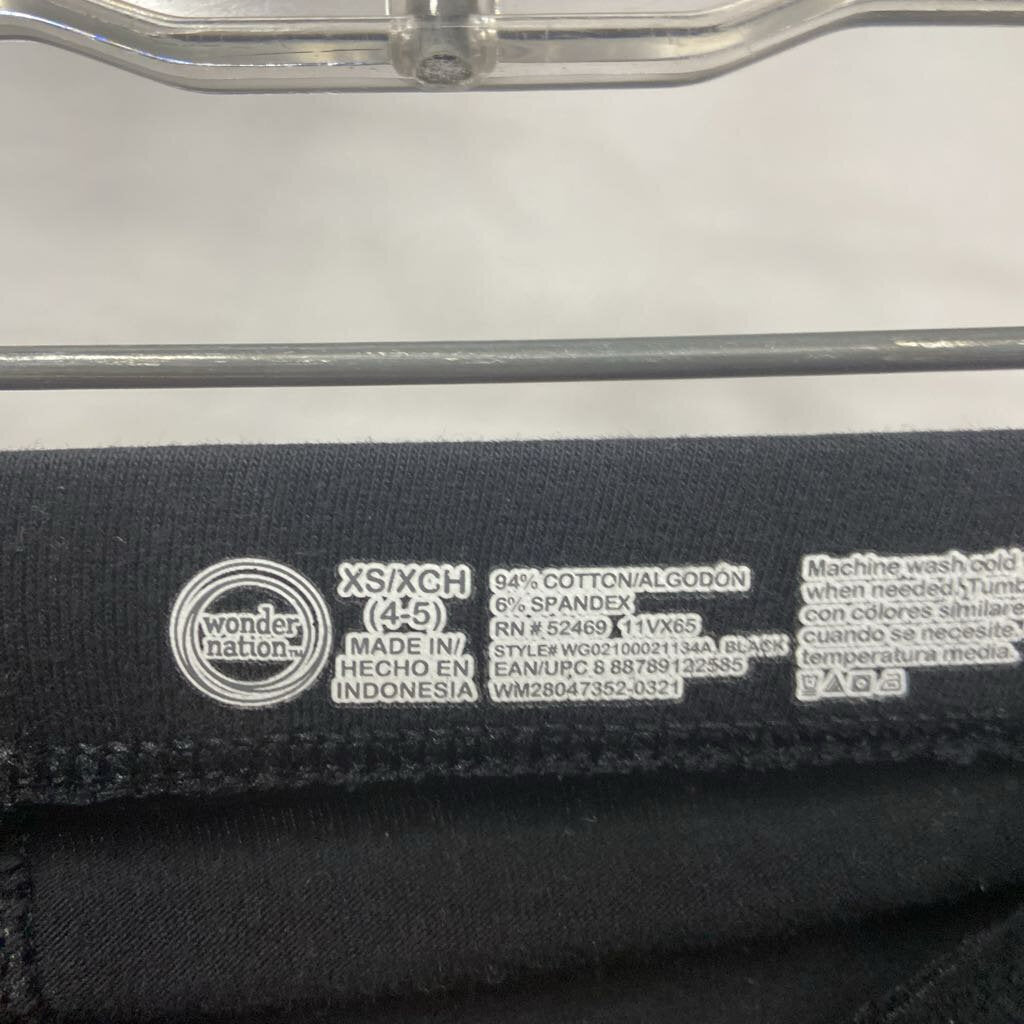 wonder
nation™
XS/XCH
(4-5)
MADE IN/
HECHO EN
INDONESIA
94% COTTON/ALGODÓN
6% SPANDEX
RN # 52469 11VX65
STYLE# WG02100021134A, BLACK
EAN/UPC 8 88789122585
WM28047352-0321
Machine wash cold
when needed. Tumb
con colores similare
cuando se necesite
temperatura media.